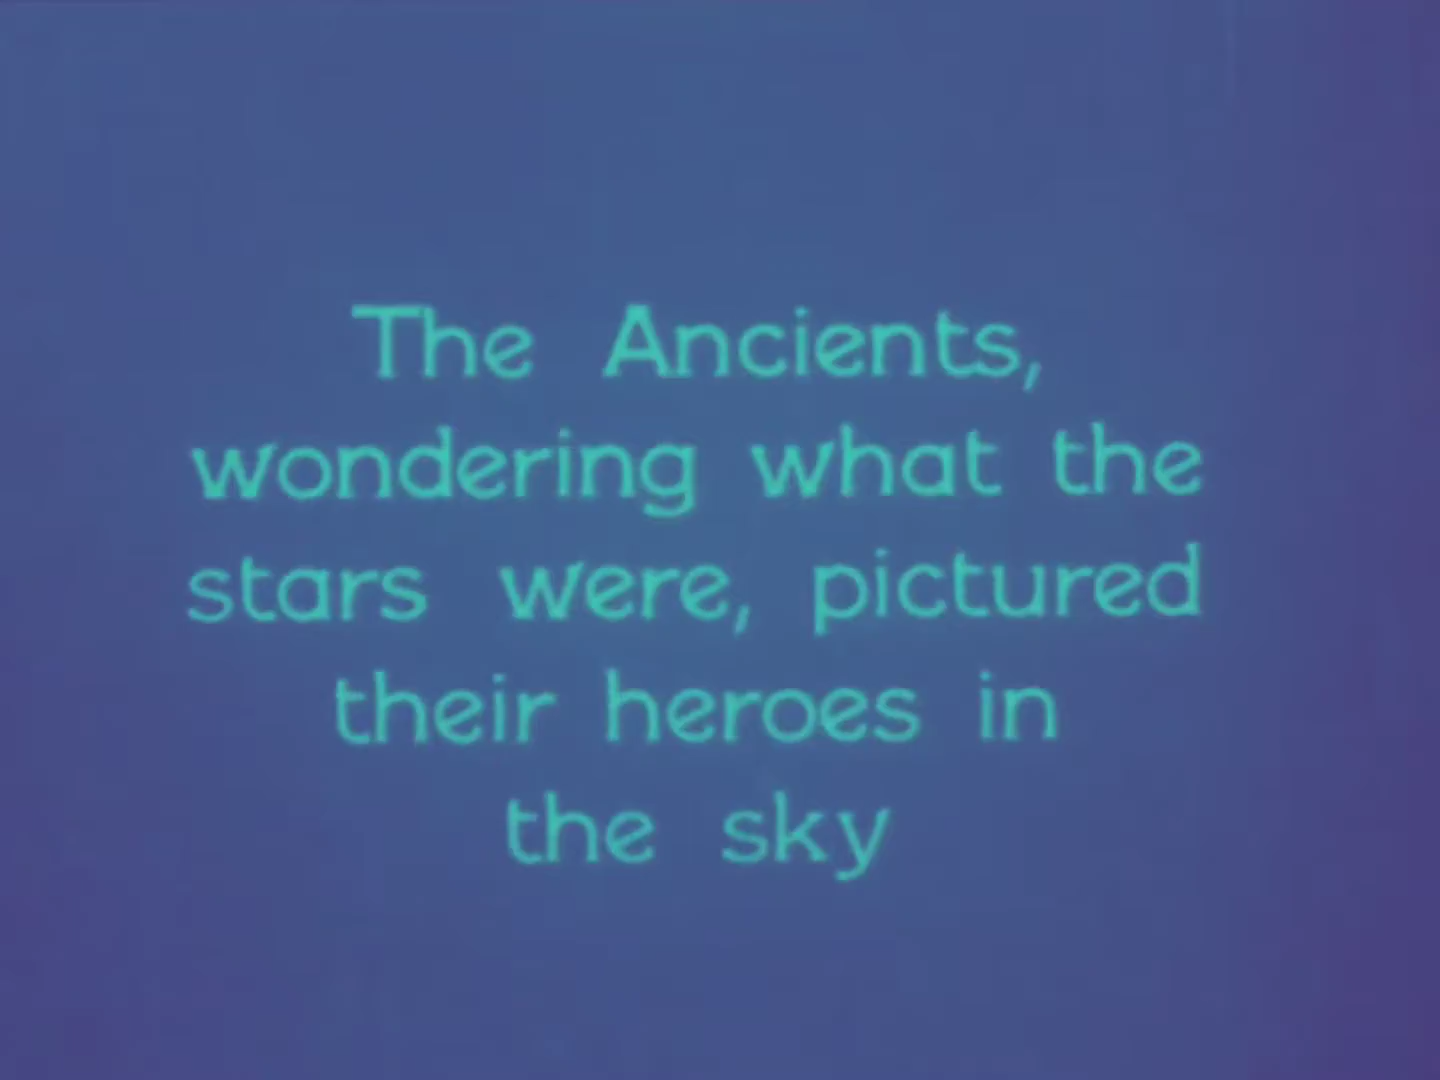 The Ancients,
wondering what the
stars were, pictured
their heroes in
the sky